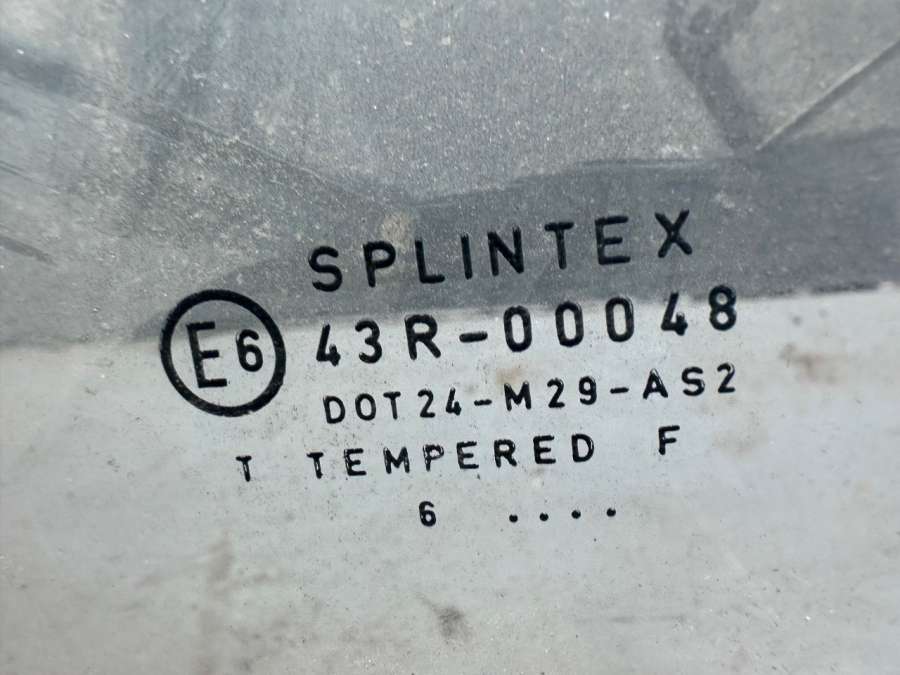 SPLINTEX
E6 43R-00048
DOT24-M29-AS2
T TEMPERED F
6 ....